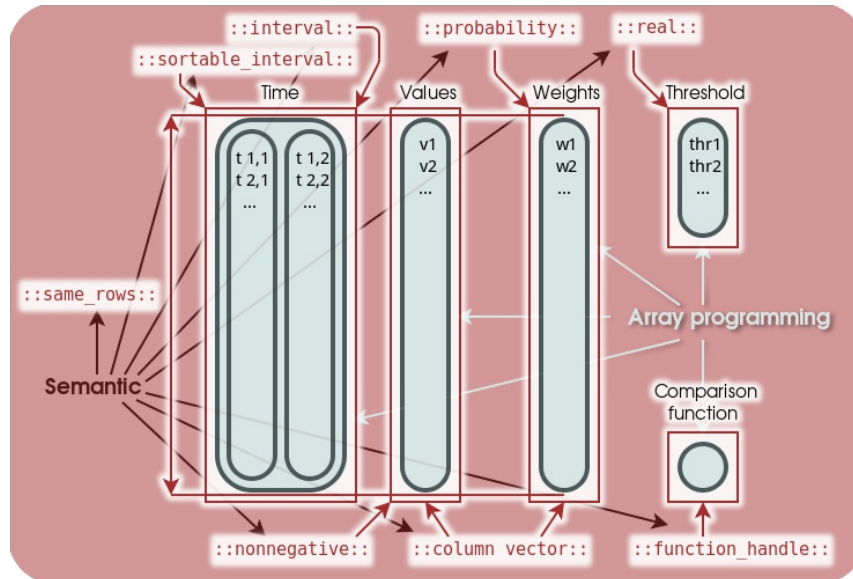 ::interval::
::probability::
::real::
::sortable_interval::
Time
Values
Weights
Threshold
t 1,1
t 2,1
...
t 1,2
t 2,2
...
v1
v2
...
w1
w2
...
thr1
thr2
...
::same_rows::
Array programming
Semantic
Comparison
function
::nonnegative::
::column vector::
::function_handle::